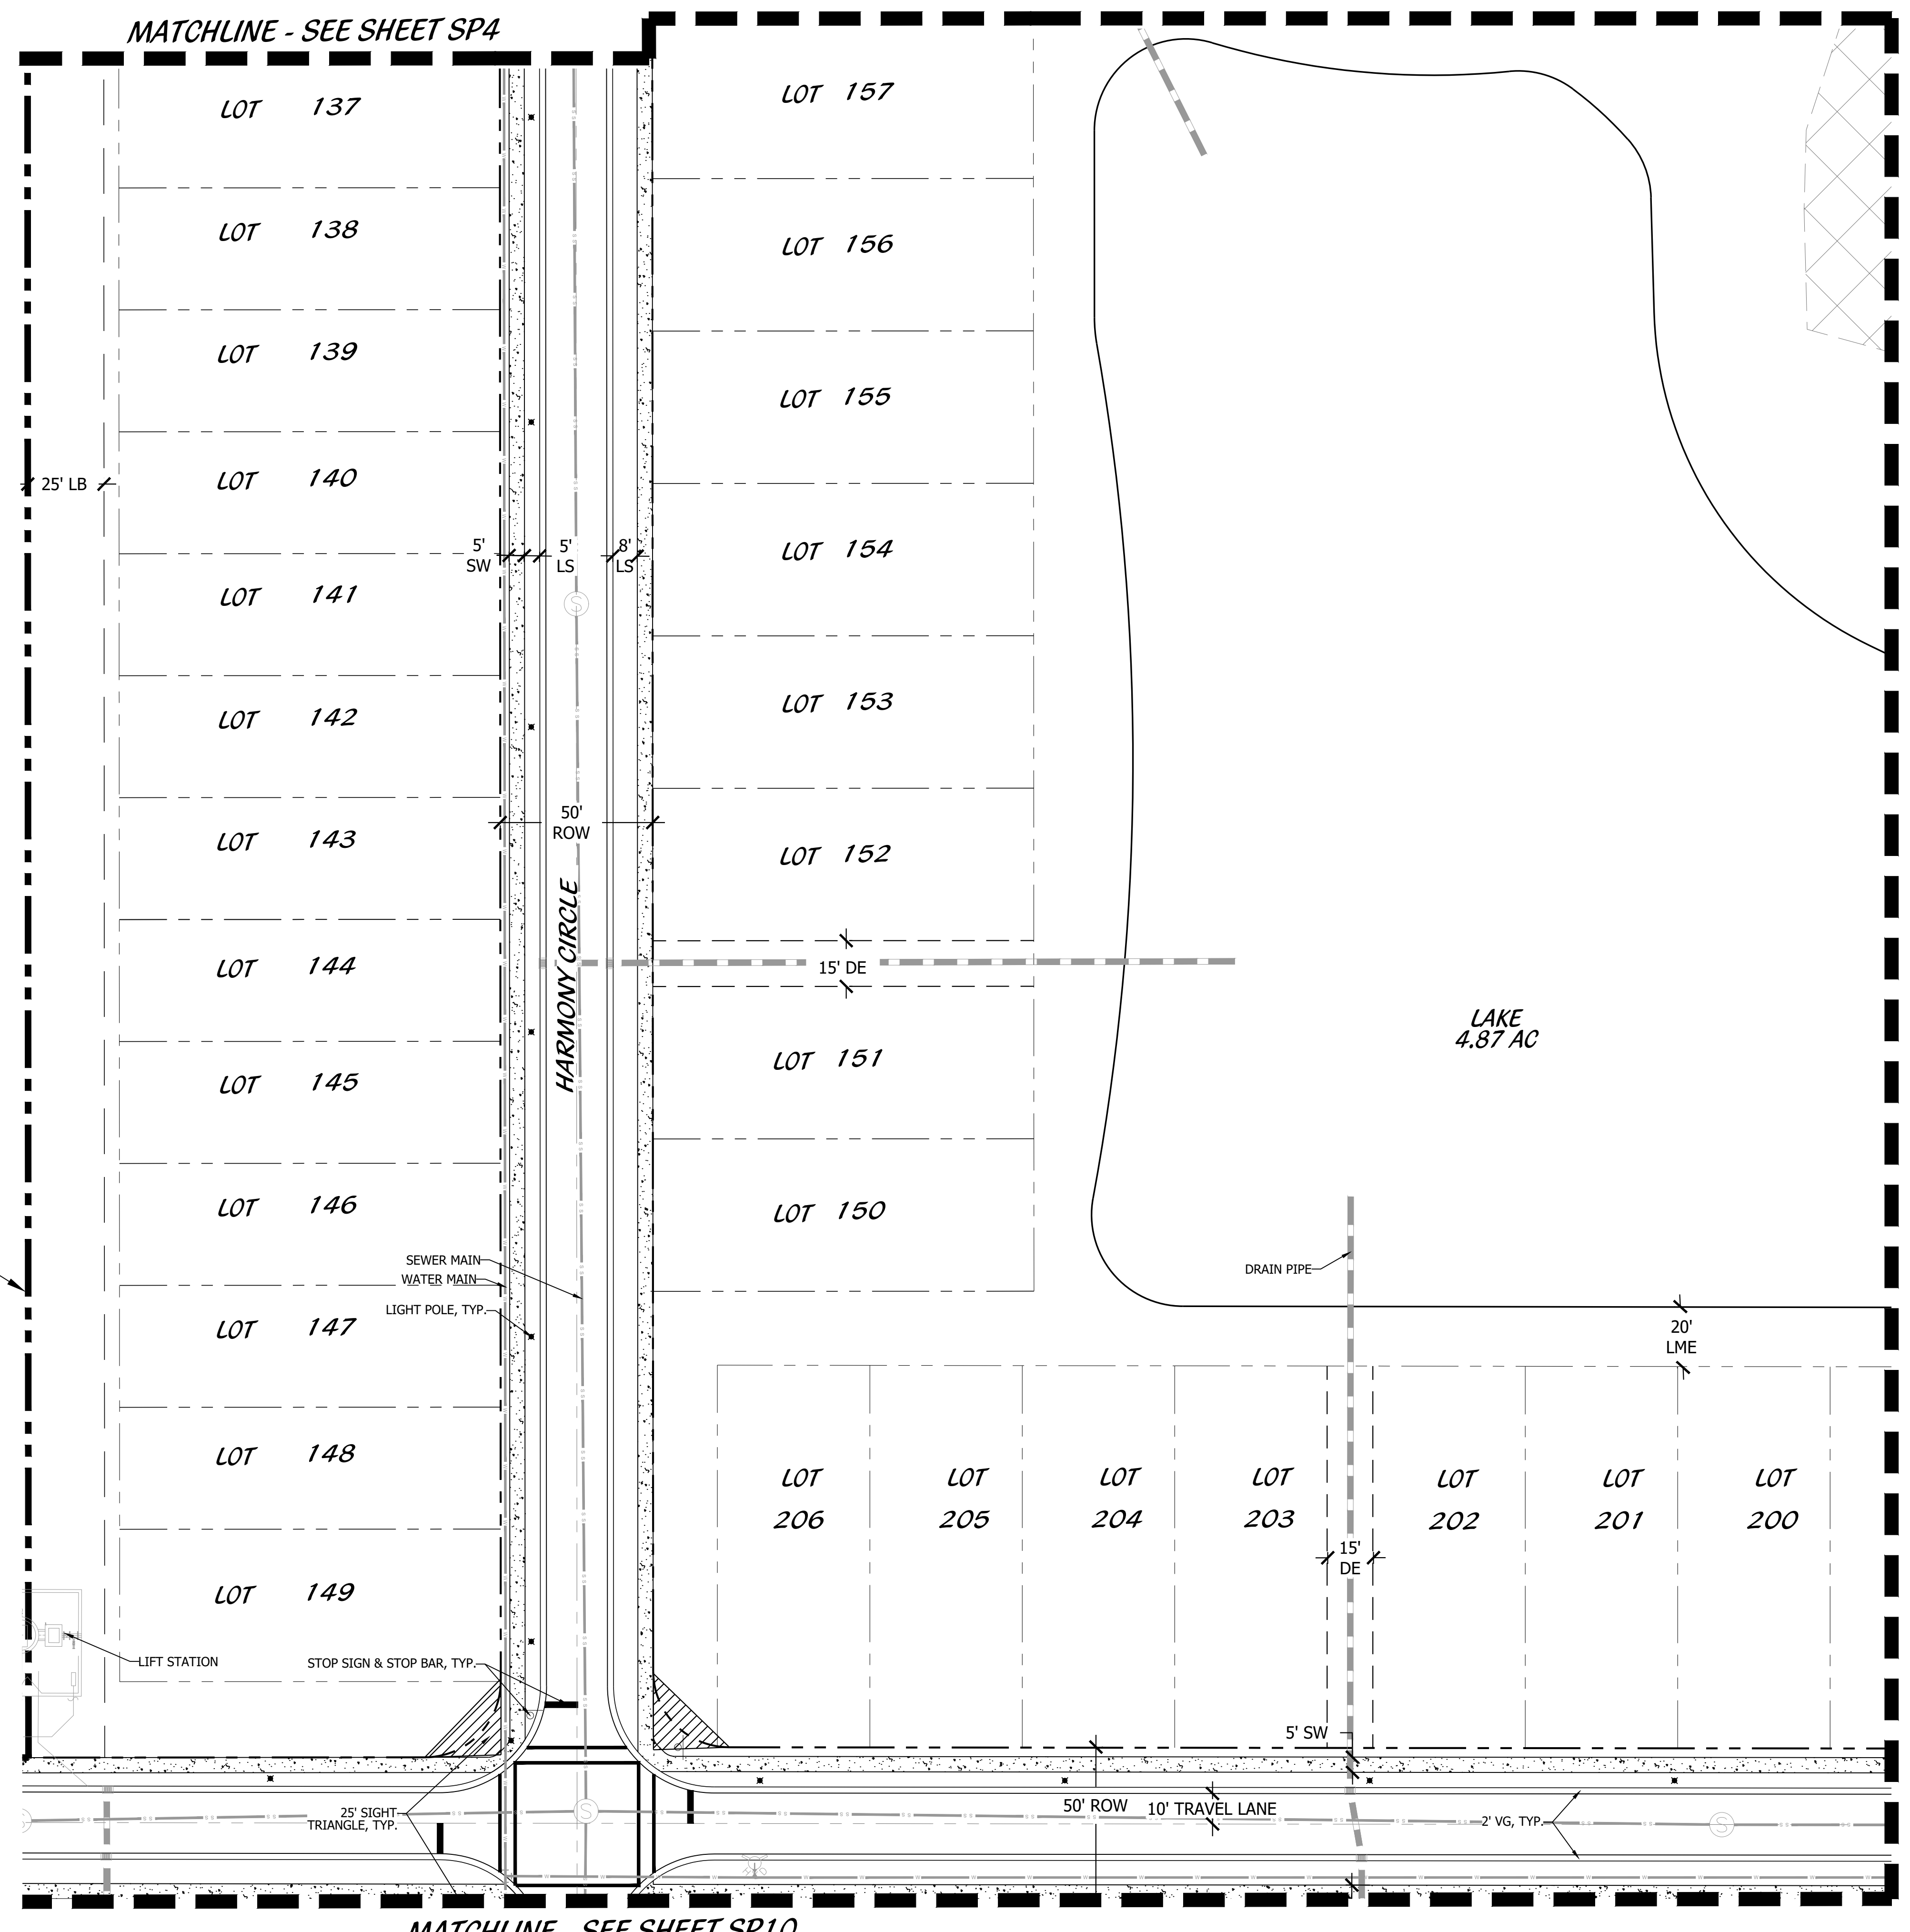 MATCHLINE - SEE SHEET SP4
LOT 137
LOT 138
LOT 139
LOT 140
LOT 141
LOT 142
LOT 143
LOT 144
LOT 145
LOT 146
LOT 147
LOT 148
LOT 149
25' LB
5'
SW
5'
LS
8'
LS
50'
ROW
HARMONY CIRCLE
SEWER MAIN
WATER MAIN
LIGHT POLE, TYP.
LOT 157
LOT 156
LOT 155
LOT 154
LOT 153
LOT 152
15' DE
LOT 151
LOT 150
LAKE
4.87 AC
DRAIN PIPE
20'
LME
LOT
206
LOT
205
LOT
204
LOT
203
15'
DE
LOT
202
LOT
201
LOT
200
LIFT STATION
STOP SIGN & STOP BAR, TYP.
5' SW
25' SIGHT
TRIANGLE, TYP.
S
S
S
50' ROW
10' TRAVEL LANE
2' VG, TYP.
MATCHLINE - SEE SHEET SP10